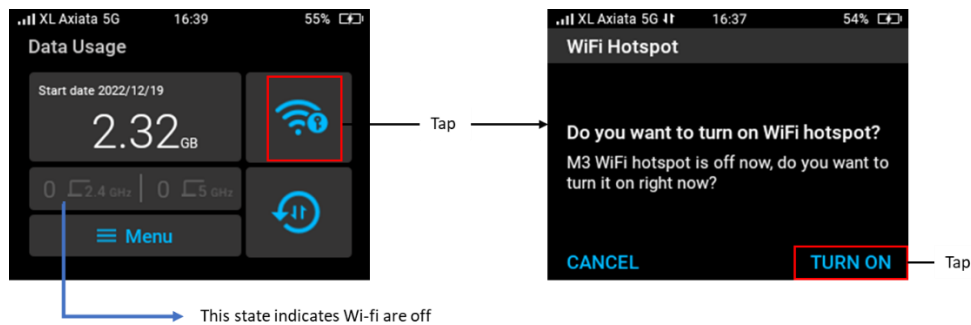 XL Axiata 5G 16:39 55%
Data Usage
Start date 2022/12/19
2.32GB
0 2.4 GHz | 0 5 GHz
Menu
Tap
XL Axiata 5G 16:37 54%
WiFi Hotspot
Do you want to turn on WiFi hotspot?
M3 WiFi hotspot is off now, do you want to
turn it on right now?
CANCEL TURN ON
Tap
This state indicates Wi-fi are off